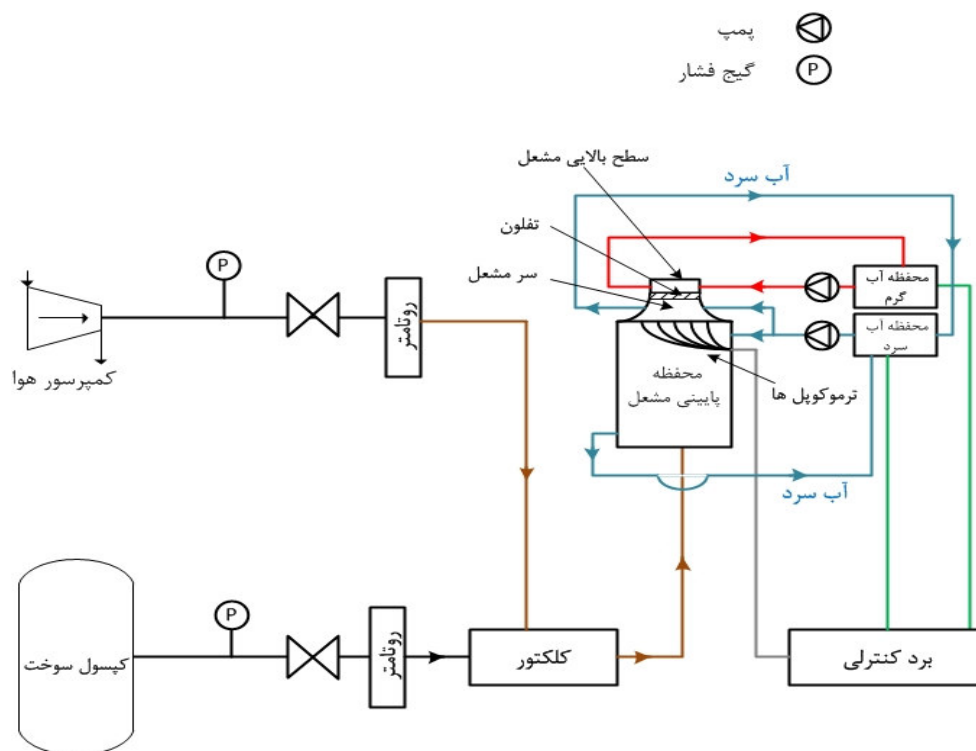 پمپ
گیج فشار
P
سطح بالایی مشعل
آب سرد
تفلون
سر مشعل
محفظه آب
گرم
محفظه آب
سرد
P
روتامتر
کمپرسور هوا
محفظه
پایینی مشعل
ترموکوپل ها
آب سرد
کپسول سوخت
P
روتامتر
کلکتور
برد کنترلی